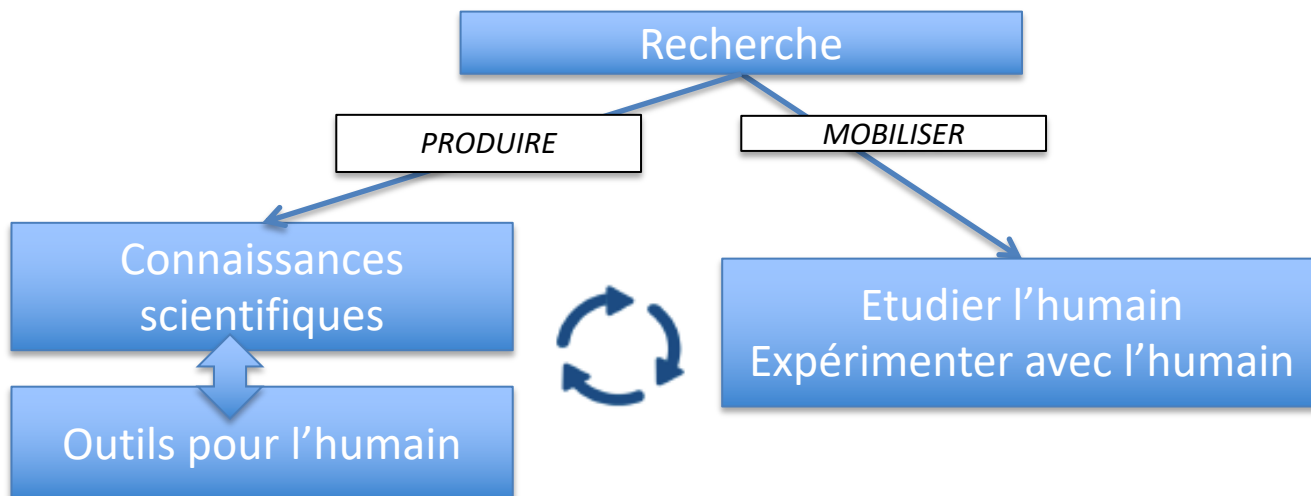 Recherche
PRODUIRE
MOBILISER
Connaissances
scientifiques
Etudier l’humain
Expérimenter avec l’humain
Outils pour l’humain